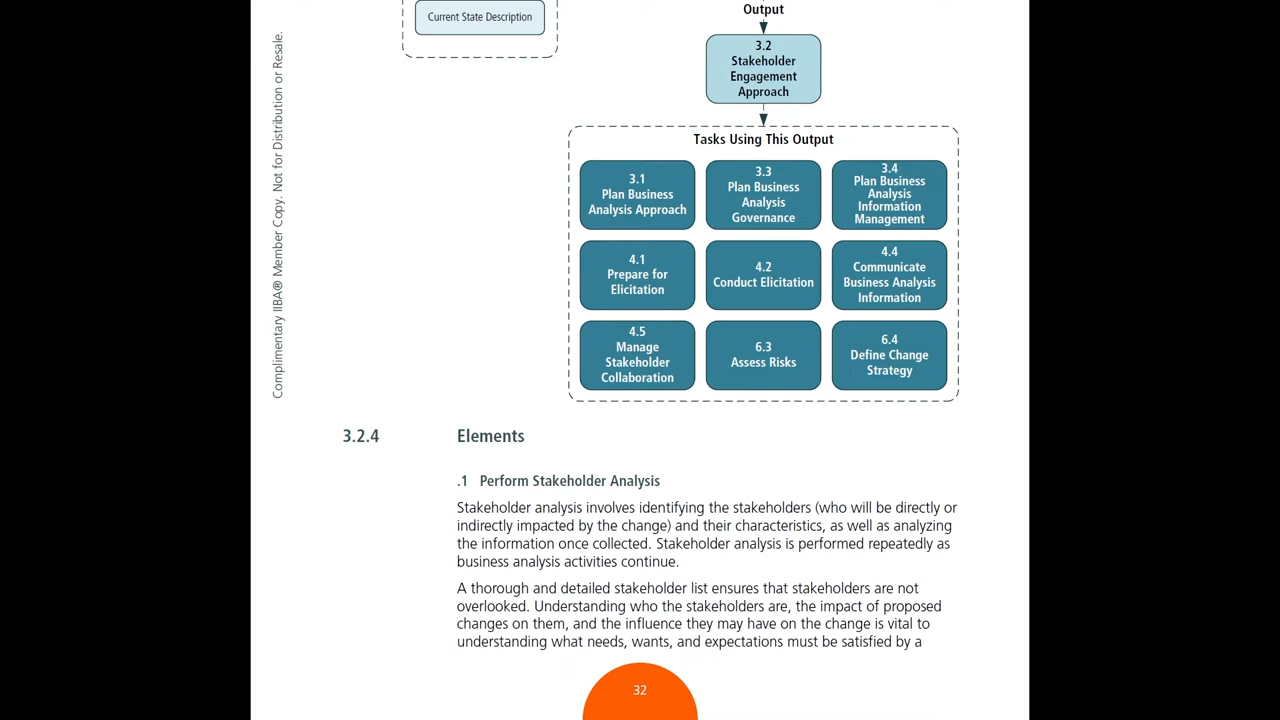 Current State Description
Output
3.2
Stakeholder
Engagement
Approach
Tasks Using This Output
3.1
Plan Business
Analysis Approach
3.3
Plan Business
Analysis
Governance
3.4
Plan Business
Analysis
Information
Management
4.1
Prepare for
Elicitation
4.2
Conduct Elicitation
4.4
Communicate
Business Analysis
Information
4.5
Manage
Stakeholder
Collaboration
6.3
Assess Risks
6.4
Define Change
Strategy
Complimentary IIBA® Member Copy. Not for Distribution or Resale.
3.2.4 Elements
.1 Perform Stakeholder Analysis
Stakeholder analysis involves identifying the stakeholders (who will be directly or
indirectly impacted by the change) and their characteristics, as well as analyzing
the information once collected. Stakeholder analysis is performed repeatedly as
business analysis activities continue.
A thorough and detailed stakeholder list ensures that stakeholders are not
overlooked. Understanding who the stakeholders are, the impact of proposed
changes on them, and the influence they may have on the change is vital to
understanding what needs, wants, and expectations must be satisfied by a
32